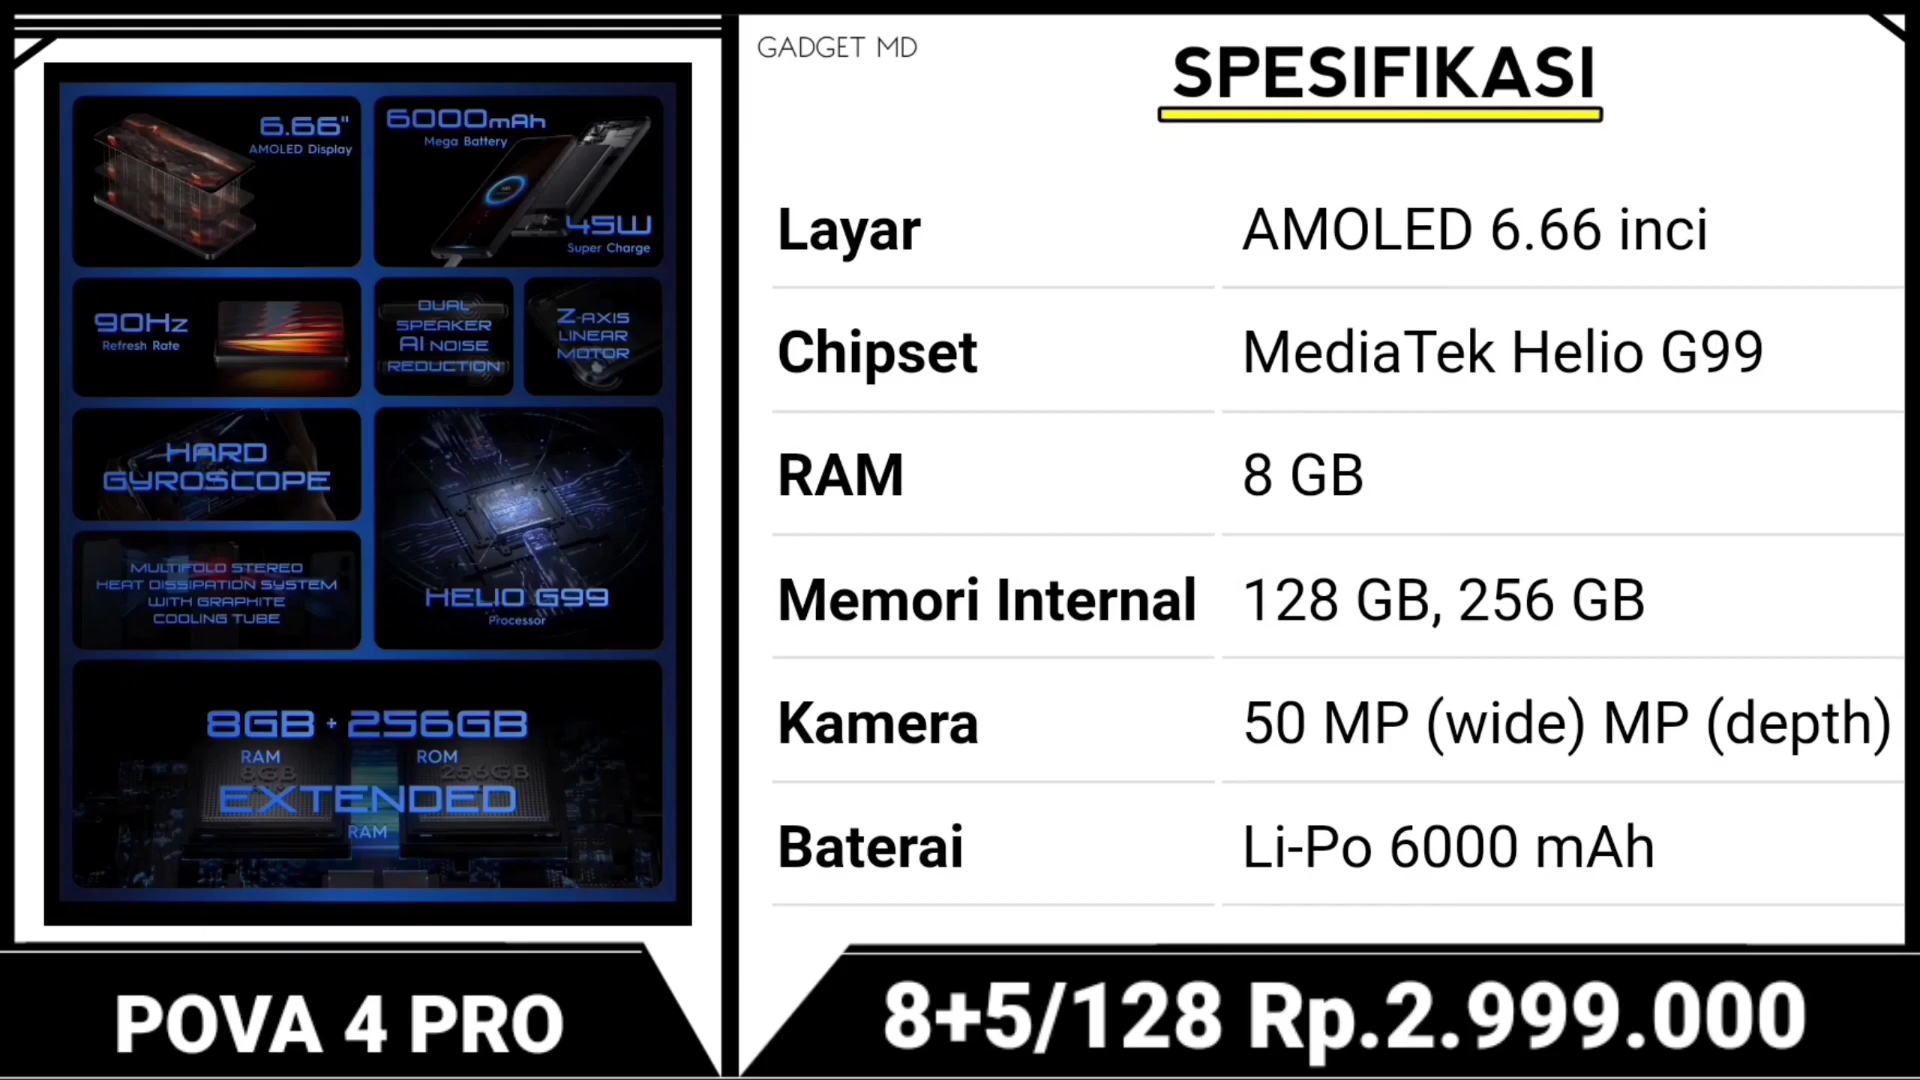 6.66"
AMOLED Display
6000mAh
Mega Battery
45W
Super Charge
90Hz
Refresh Rate
DUAL
SPEAKER
AI NOISE
REDUCTION
Z-AXIS
LINEAR
MOTOR
HARD
GYROSCOPE
MULTIFOLD STEREO
HEAT DISSIPATION SYSTEM
WITH GRAPHITE
COOLING TUBE
HELIO G99
Processor
8GB + 256GB
RAM ROM
8GB 256GB
EXTENDED
RAM
POVA 4 PRO
GADGET MD
SPESIFIKASI
Layar AMOLED 6.66 inci
Chipset MediaTek Helio G99
RAM 8 GB
Memori Internal 128 GB, 256 GB
Kamera 50 MP (wide) MP (depth)
Baterai Li-Po 6000 mAh
8+5/128 Rp.2.999.000